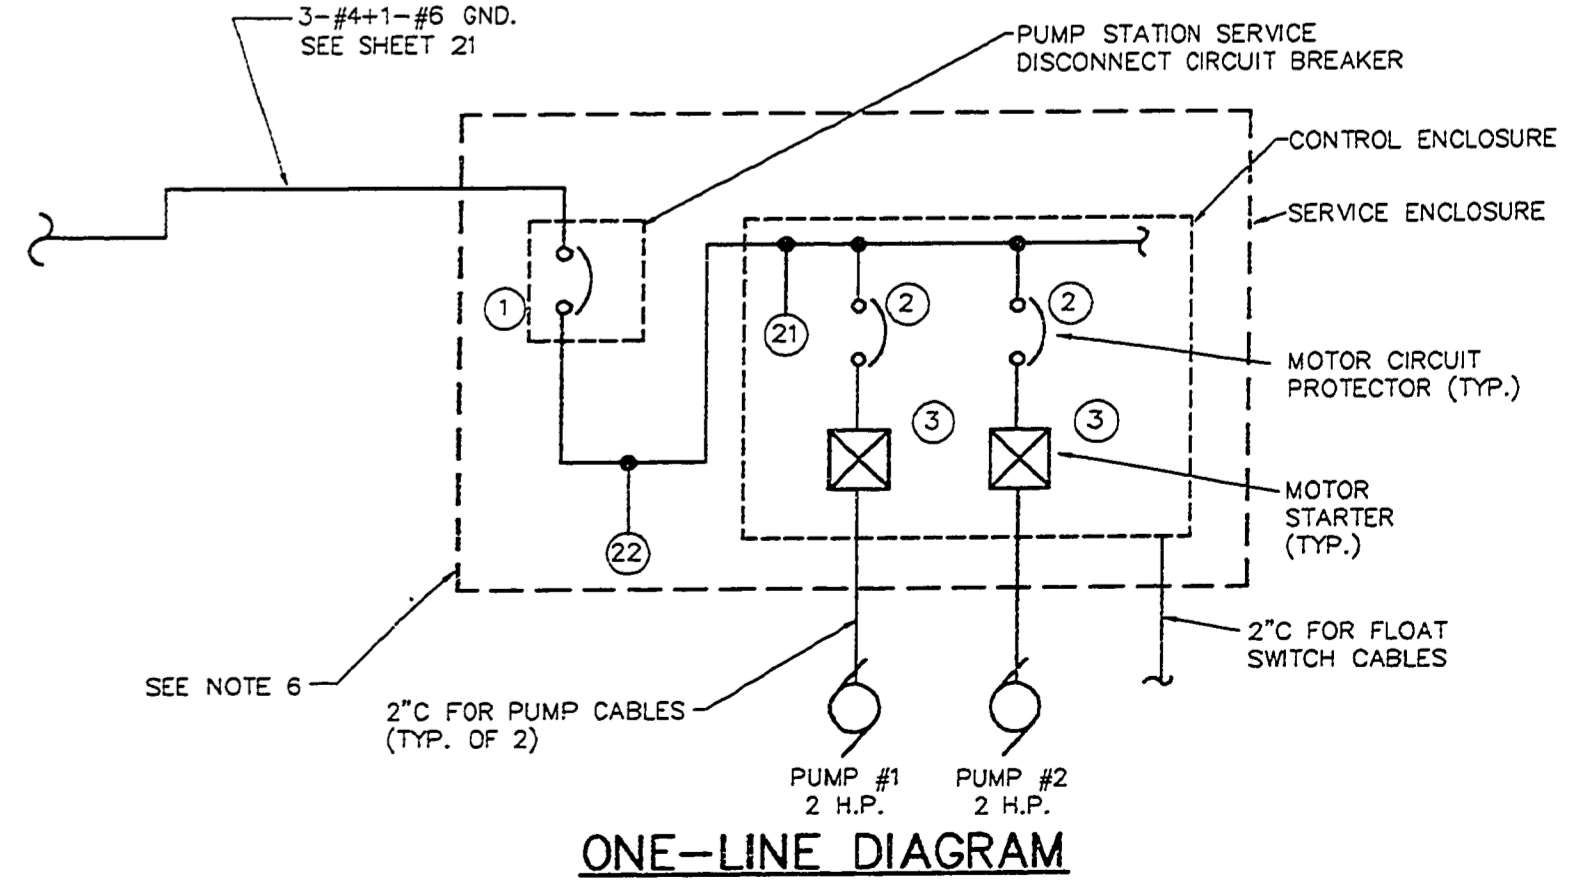 3-#4+1-#6 GND.
SEE SHEET 21
PUMP STATION SERVICE
DISCONNECT CIRCUIT BREAKER
CONTROL ENCLOSURE
SERVICE ENCLOSURE
1
2
2
21
MOTOR CIRCUIT
PROTECTOR (TYP.)
3
3
MOTOR
STARTER
(TYP.)
22
2"C FOR FLOAT
SWITCH CABLES
SEE NOTE 6
2"C FOR PUMP CABLES
(TYP. OF 2)
PUMP #1
2 H.P.
PUMP #2
2 H.P.
ONE-LINE DIAGRAM